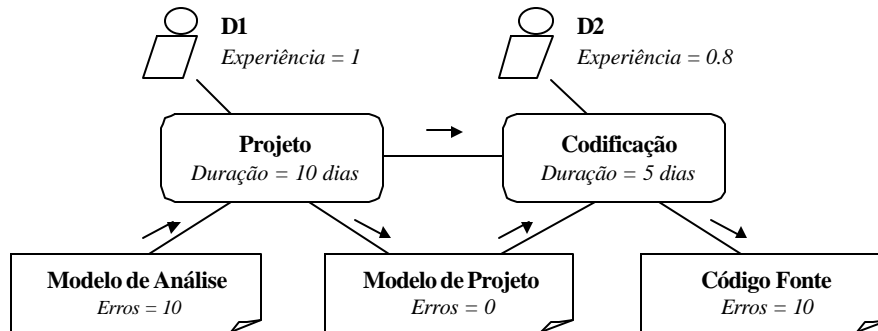 D1
Experiência = 1
D2
Experiência = 0.8
Projeto
Duração = 10 dias
Codificação
Duração = 5 dias
Modelo de Análise
Erros = 10
Modelo de Projeto
Erros = 0
Código Fonte
Erros = 10